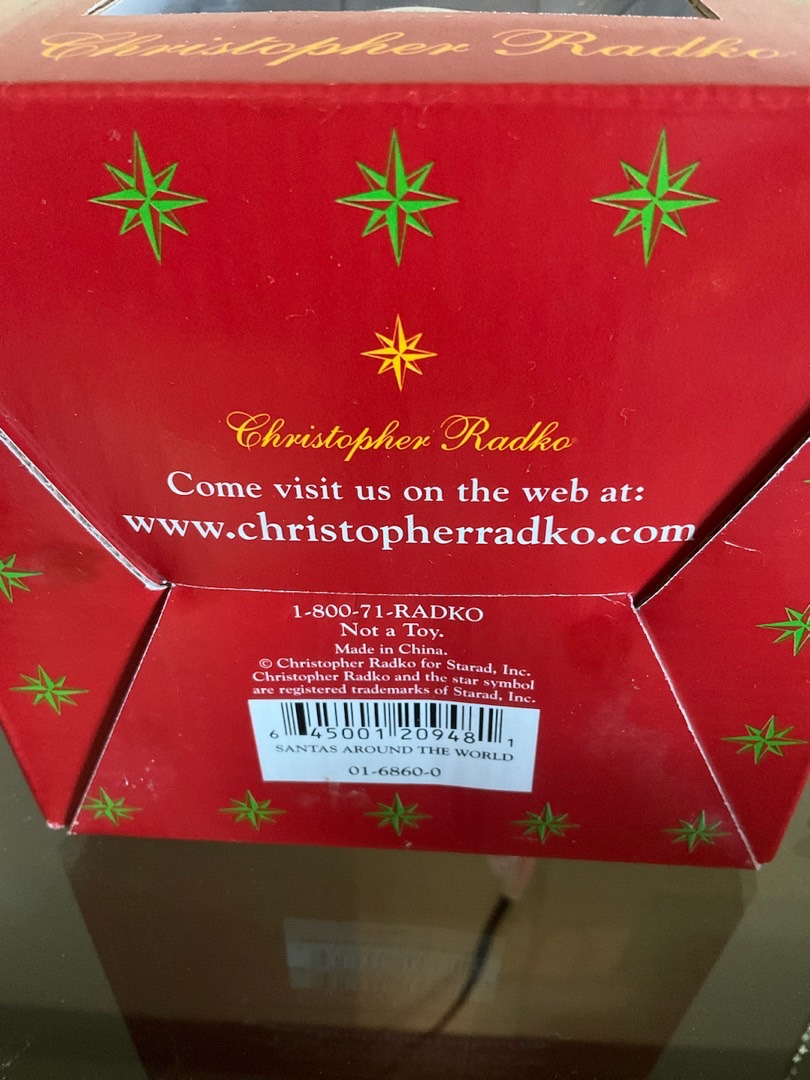 Christopher Radko
Christopher Radko
Come visit us on the web at:
www.christopherradko.com
1-800-71-RADKO
Not a Toy.
Made in China.
© Christopher Radko for Starad, Inc.
Christopher Radko and the star symbol
are registered trademarks of Starad, Inc.
6 45001 20948 1
SANTAS AROUND THE WORLD
01-6860-0